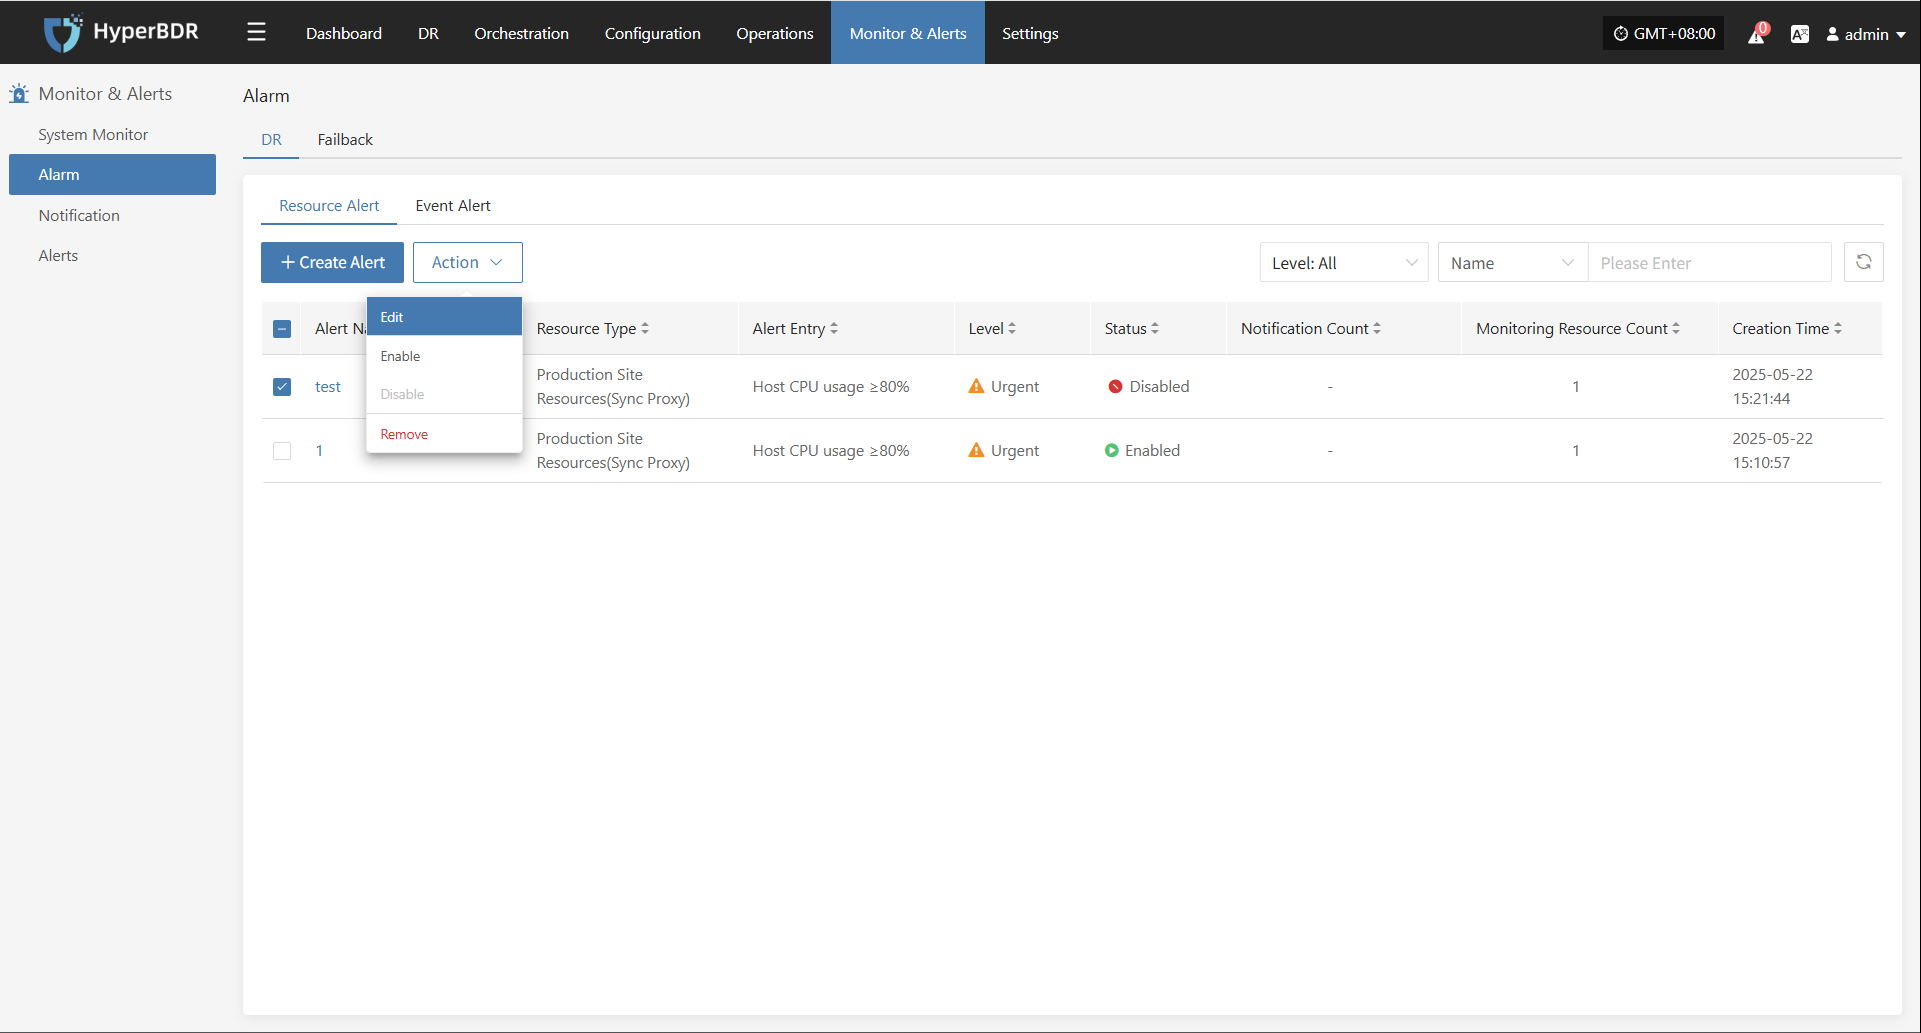 HyperBDR
Dashboard
DR
Orchestration
Configuration
Operations
Monitor & Alerts
Settings
GMT+08:00
0
admin
Monitor & Alerts
System Monitor
Alarm
Notification
Alerts
Alarm
DR
Failback
Resource Alert
Event Alert
Create Alert
Action
Level: All
Name
Please Enter
Edit
Enable
Disable
Remove
Alert
Resource Type
Alert Entry
Level
Status
Notification Count
Monitoring Resource Count
Creation Time
test
Production Site
Resources(Sync Proxy)
Host CPU usage ≥80%
Urgent
Disabled
-
1
2025-05-22
15:21:44
1
Production Site
Resources(Sync Proxy)
Host CPU usage ≥80%
Urgent
Enabled
-
1
2025-05-22
15:10:57